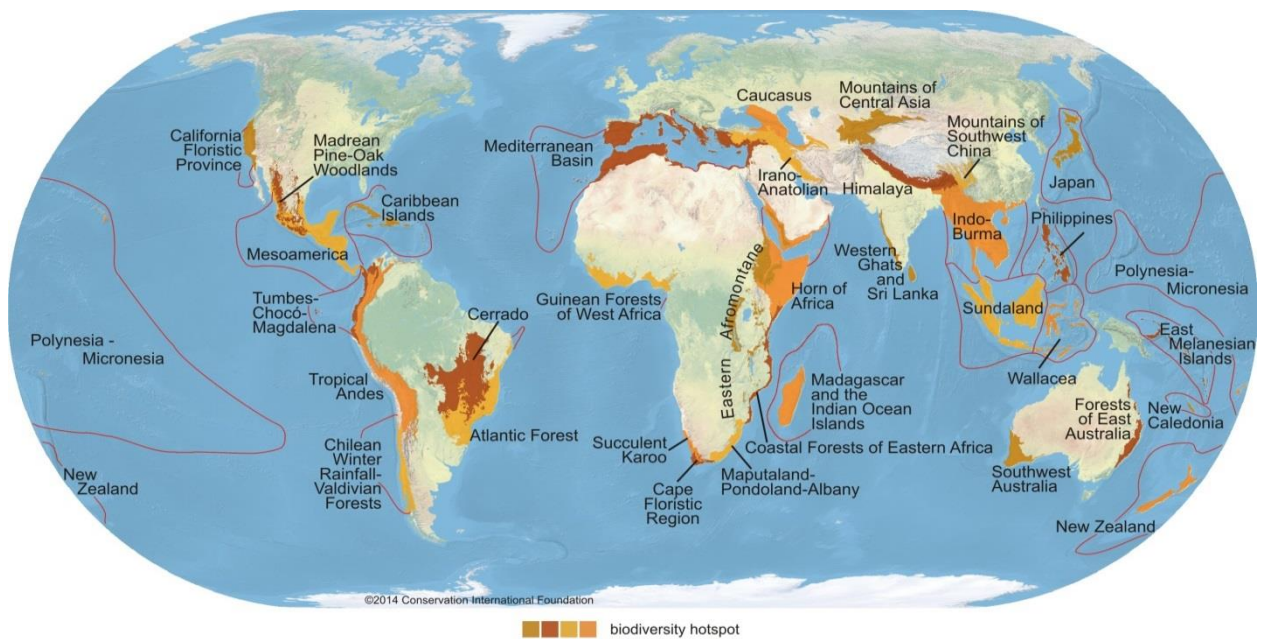 California
Floristic
Province
Madrean
Pine-Oak
Woodlands
Caribbean
Islands
Mesoamerica
Tumbes-
Chocó-
Magdalena
Cerrado
Polynesia -
Micronesia
Tropical
Andes
Atlantic Forest
Chilean
Winter
Rainfall-
Valdivian
Forests
New
Zealand
Mediterranean
Basin
Caucasus
Mountains of
Central Asia
Mountains of
Southwest
China
Irano-
Anatolian
Himalaya
Japan
Indo-
Burma
Philippines
Western
Ghats
and
Sri Lanka
Polynesia-
Micronesia
Guinean Forests
of West Africa
Eastern Afromontane
Horn of
Africa
Sundaland
East
Melanesian
Islands
Wallacea
Madagascar
and the
Indian Ocean
Islands
Coastal Forests of Eastern Africa
Succulent
Karoo
Cape
Floristic
Region
Maputaland-
Pondoland-Albany
Forests
of East
Australia
New
Caledonia
Southwest
Australia
New Zealand
©2014 Conservation International Foundation
biodiversity hotspot